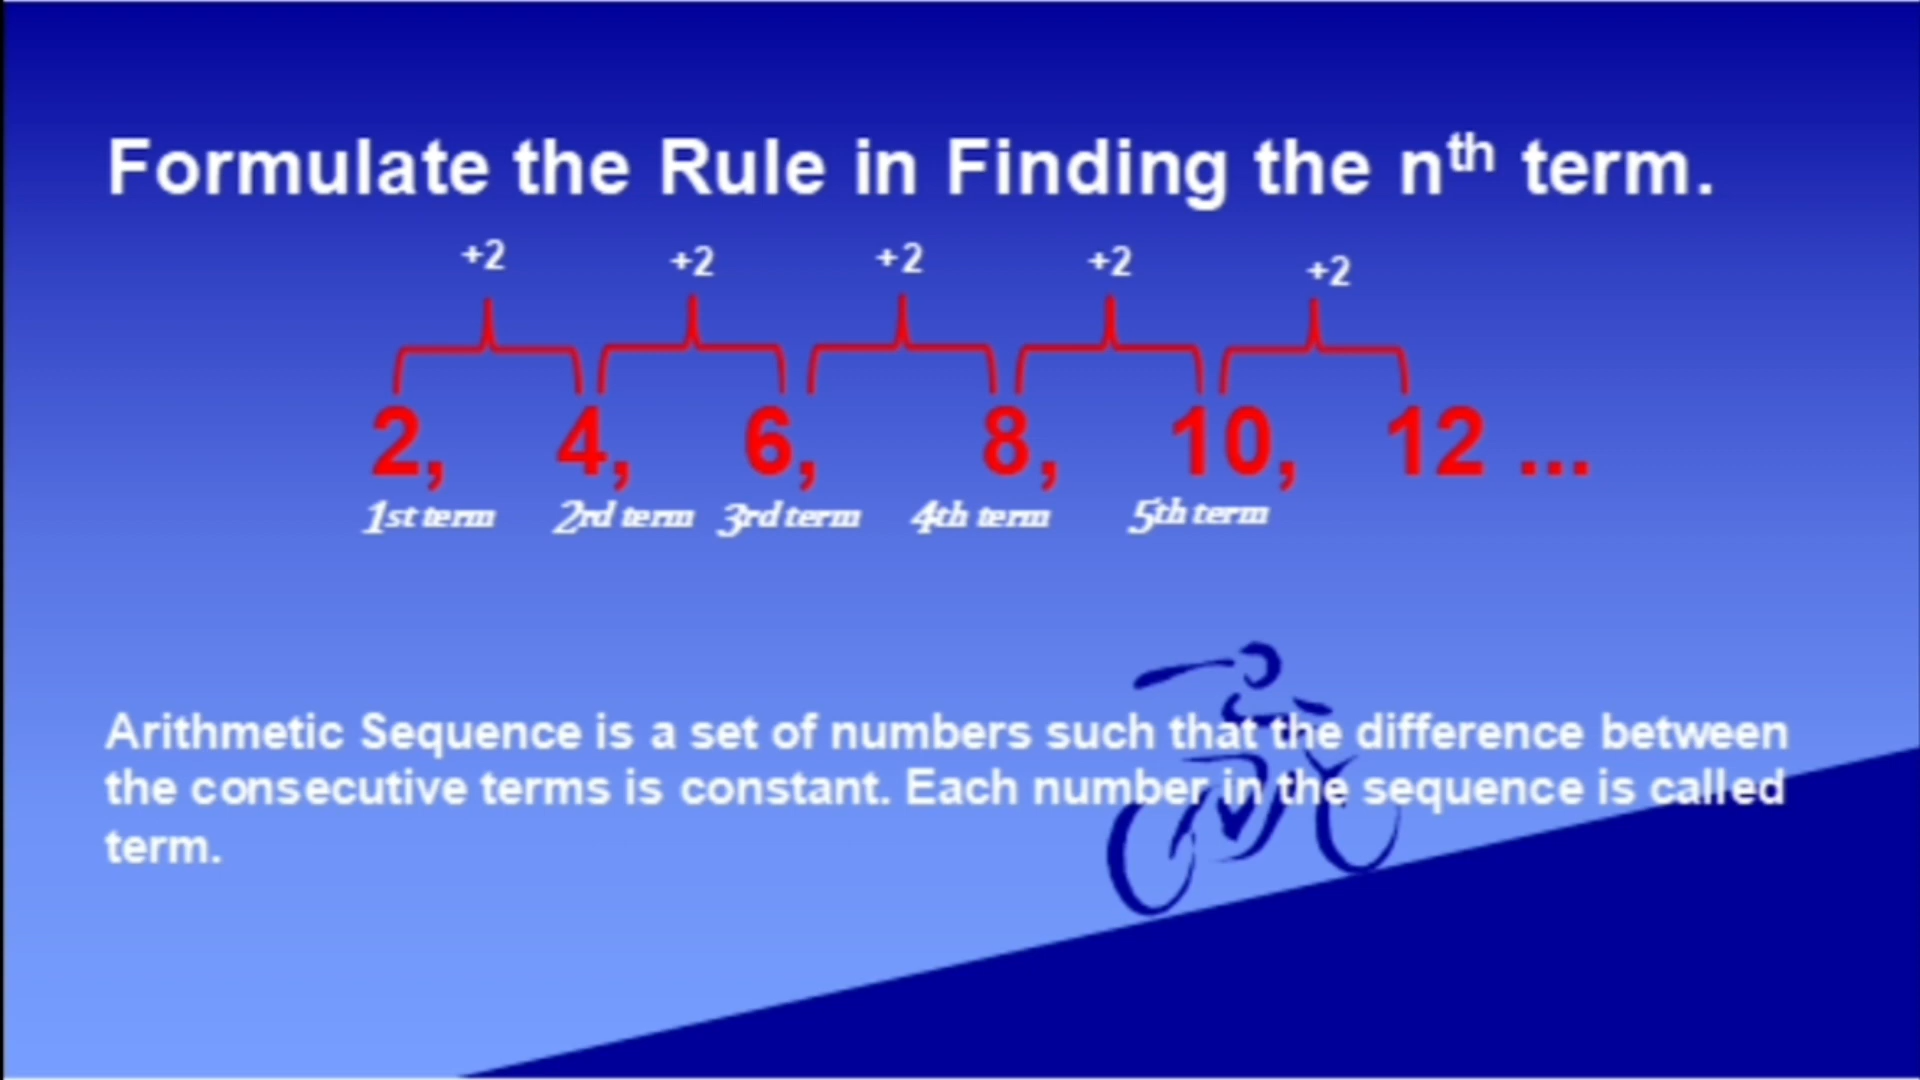 Formulate the Rule in Finding the nth term.
+2 +2 +2 +2 +2
2, 4, 6, 8, 10, 12 ...
1st term 2rd term 3rd term 4th term 5th term
Arithmetic Sequence is a set of numbers such that the difference between
the consecutive terms is constant. Each number in the sequence is called
term.